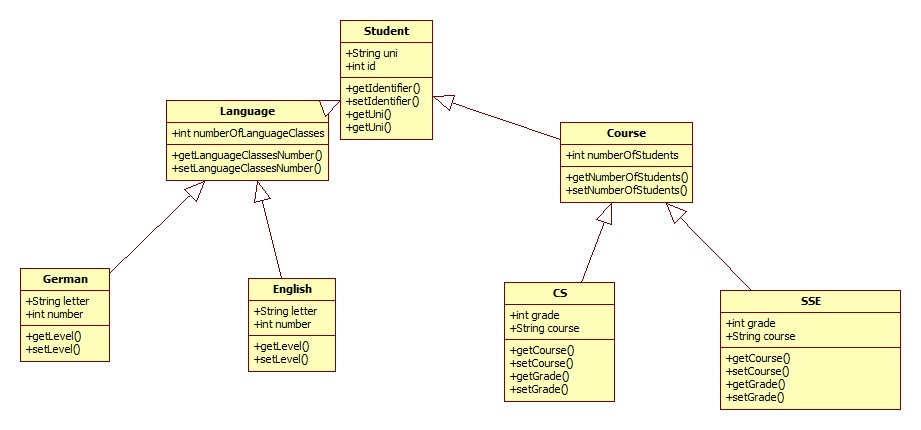 Student
+String uni
+int id
+getIdentifier()
+setIdentifier()
+getUni()
+getUni()
Language
+int numberOfLanguageClasses
+getLanguageClassesNumber()
+setLanguageClassesNumber()
Course
+int numberOfStudents
+getNumberOfStudents()
+setNumberOfStudents()
German
+String letter
+int number
+getLevel()
+setLevel()
English
+String letter
+int number
+getLevel()
+setLevel()
CS
+int grade
+String course
+getCourse()
+setCourse()
+getGrade()
+setGrade()
SSE
+int grade
+String course
+getCourse()
+setCourse()
+getGrade()
+setGrade()